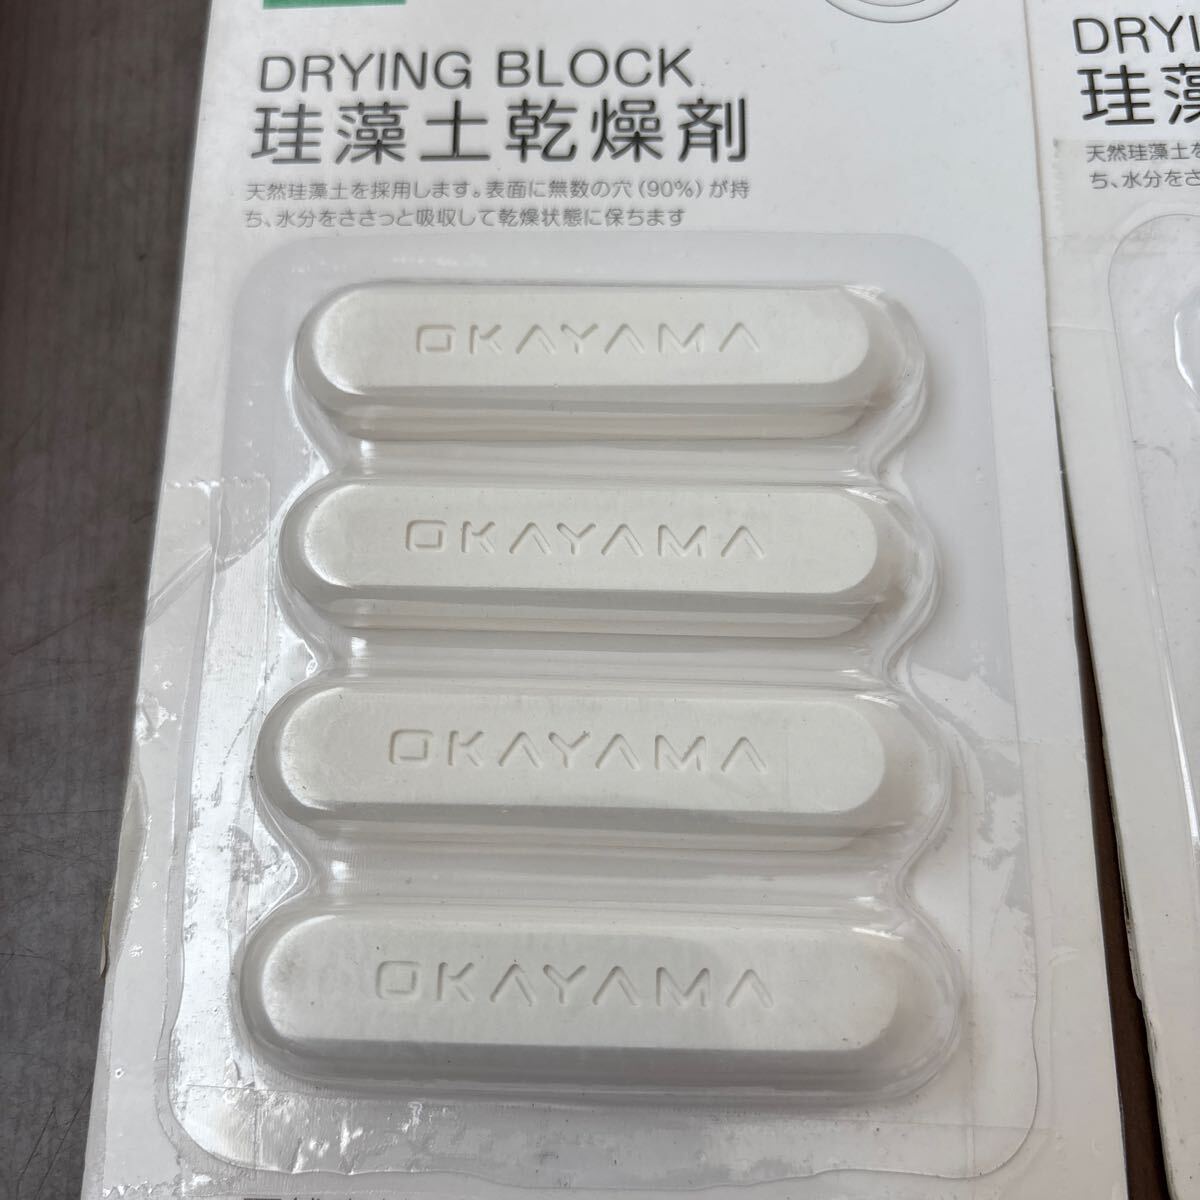 DRYING BLOCK
珪藻土乾燥剤
天然珪藻土を採用します。表面に無数の穴(90%)が持
ち、水分をささっと吸収して乾燥状態に保ちます
OKAYAMA
OKAYAMA
OKAYAMA
OKAYAMA
DRYI
珪藻
天然珪藻土を
ち、水分をさ